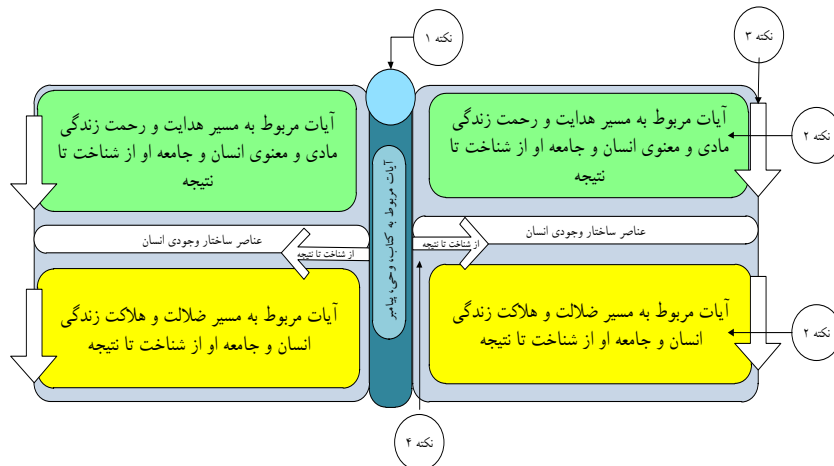 نکته ۱
نکته ۳
نکته ۲
آیات مربوط به مسیر هدایت و رحمت زندگی
مادی و معنوی انسان و جامعه او از شناخت تا
نتیجه
عناصر ساختار وجودی انسان
از شناخت تا نتیجه
آیات مربوط به مسیر ضلالت و هلاکت زندگی
انسان و جامعه او از شناخت تا نتیجه
نکته ۲
آیات مربوط به کتاب، وحی، پیامبر
آیات مربوط به مسیر هدایت و رحمت زندگی
مادی و معنوی انسان و جامعه او از شناخت تا
نتیجه
عناصر ساختار وجودی انسان
از شناخت تا نتیجه
آیات مربوط به مسیر ضلالت و هلاکت زندگی
انسان و جامعه او از شناخت تا نتیجه
نکته ۴